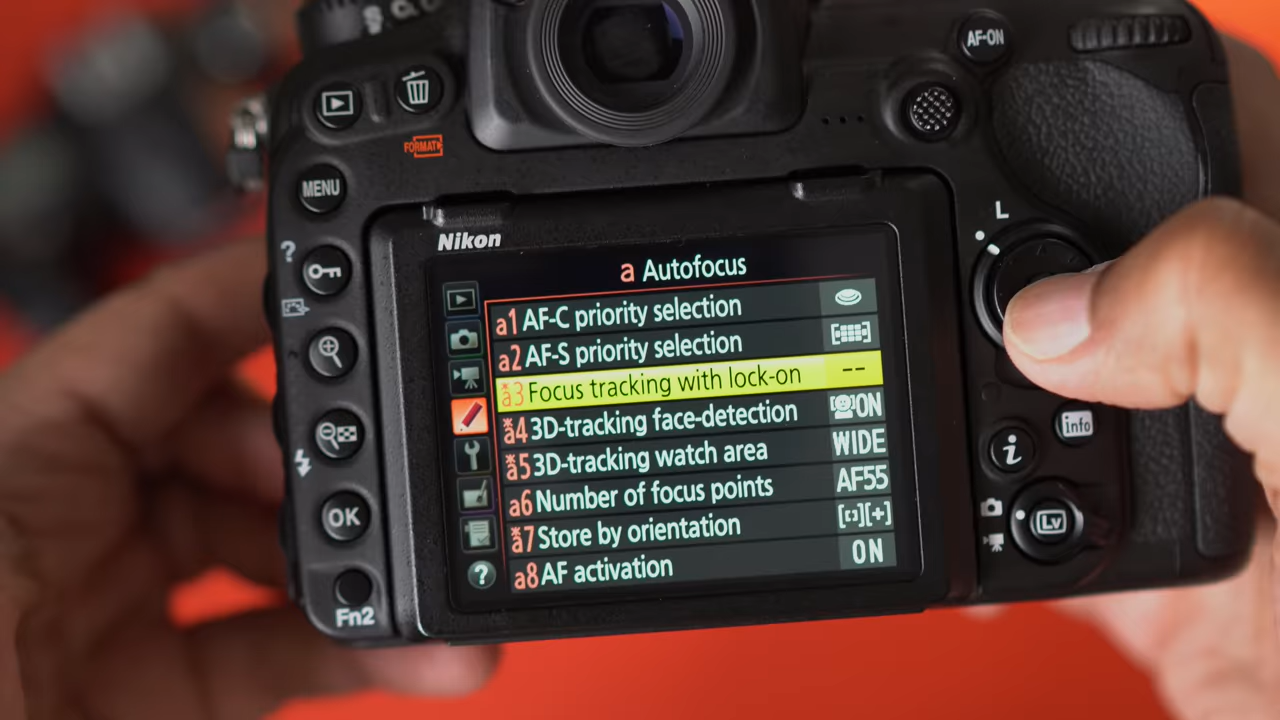 AF-ON
FORMAT
MENU
L
Nikon
?
a Autofocus
a1 AF-C priority selection
a2 AF-S priority selection
*a3 Focus tracking with lock-on --
*a4 3D-tracking face-detection ON
*a5 3D-tracking watch area WIDE
a6 Number of focus points AF55
*a7 Store by orientation [ ][+]
a8 AF activation ON
?
info
i
Lv
OK
Fn2